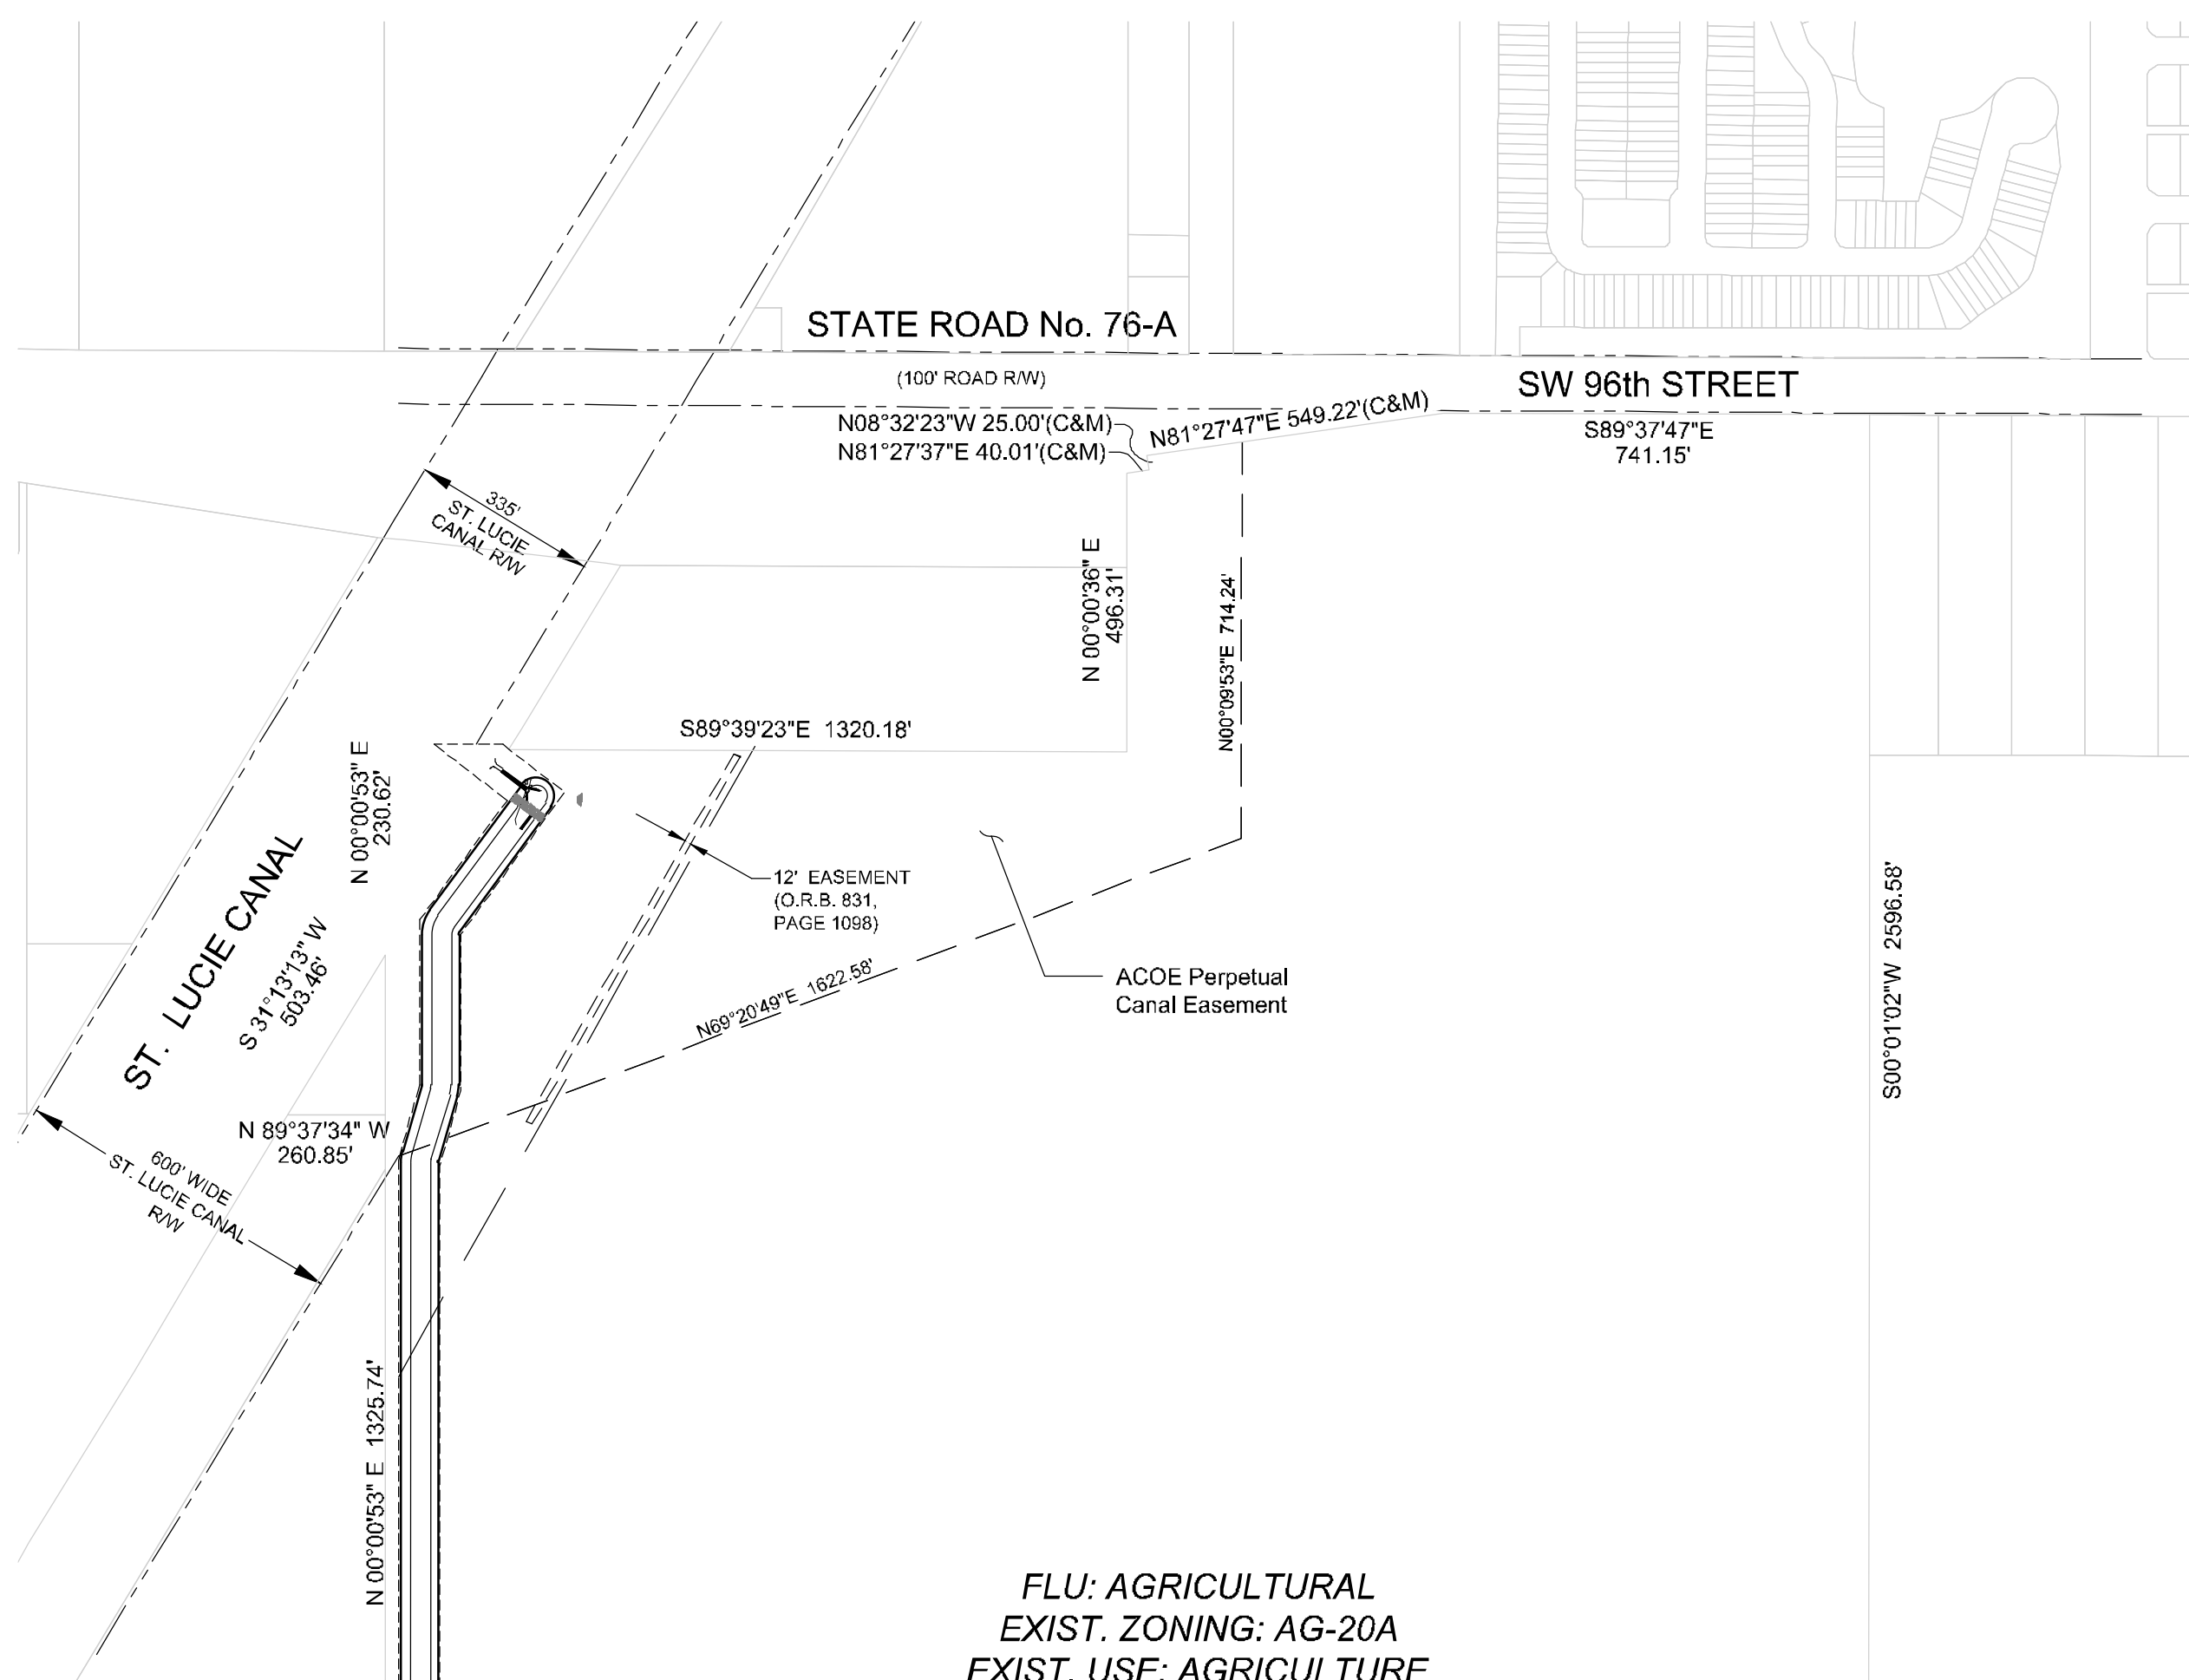 STATE ROAD No. 76-A
(100' ROAD R/W)
SW 96th STREET
N08°32'23"W 25.00'(C&M)
N81°27'37"E 40.01'(C&M)
N81°27'47"E 549.22'(C&M)
S89°37'47"E
741.15'
335'
ST. LUCIE
CANAL R/W
N 00°00'36" E
496.31'
N00°09'53"E 714.24'
S89°39'23"E 1320.18'
N 00°00'53" E
230.62'
ST. LUCIE CANAL
S 31°13'13" W
503.46'
12' EASEMENT
(O.R.B. 831,
PAGE 1098)
N69°20'49"E 1622.58'
ACOE Perpetual
Canal Easement
S00°01'02"W 2596.58'
N 89°37'34" W
260.85'
600' WIDE
ST. LUCIE CANAL
R/W
N 00°00'53" E 1325.74'
FLU: AGRICULTURAL
EXIST. ZONING: AG-20A
EXIST. USE: AGRICULTURE